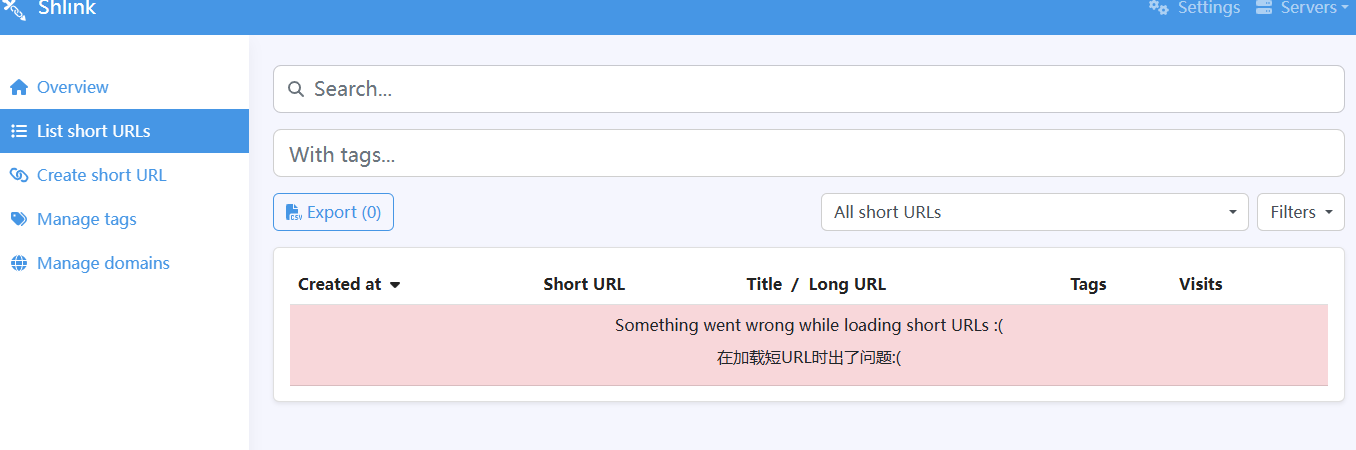 Shlink
Settings Servers
Overview
List short URLs
Create short URL
Manage tags
Manage domains
Search...
With tags...
CSV Export (0)
All short URLs
Filters
Created at Short URL Title / Long URL Tags Visits
Something went wrong while loading short URLs :(
在加载短URL时出了问题:(